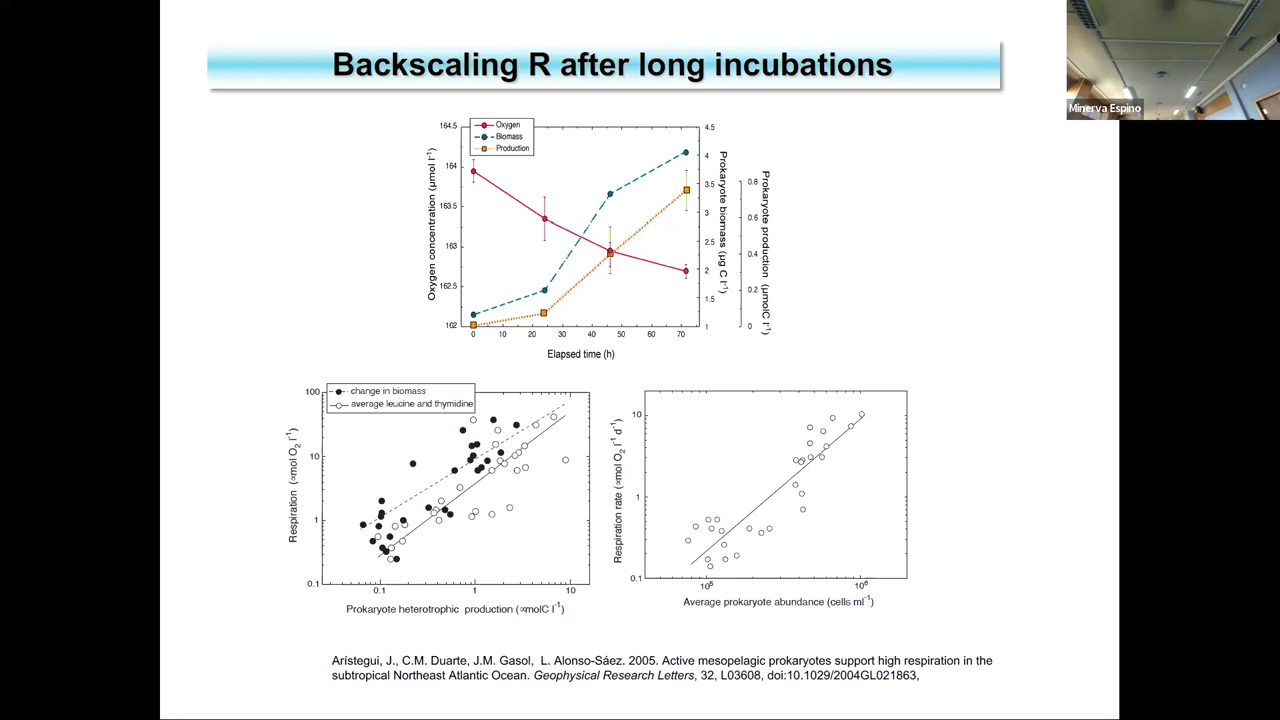 Backscaling R after long incubations
Minerva Espino
Oxygen
Biomass
Production
164.5
164
163.5
163
162.5
162
Oxygen concentration (µmol l⁻¹)
4.5
4
3.5
3
2.5
2
1.5
1
Prokaryote biomass (µg C l⁻¹)
0.8
0.6
0.4
0.2
0
Prokaryote production (µmolC l⁻¹)
0 10 20 30 40 50 60 70
Elapsed time (h)
change in biomass
average leucine and thymidine
100
10
1
0.1
Respiration (∝mol O₂ l⁻¹)
0.1 1 10
Prokaryote heterotrophic production (∝molC l⁻¹)
10
1
0.1
Respiration rate (∝mol O₂ l⁻¹ d⁻¹)
10⁵ 10⁶
Average prokaryote abundance (cells ml⁻¹)
Arístegui, J., C.M. Duarte, J.M. Gasol, L. Alonso-Sáez. 2005. Active mesopelagic prokaryotes support high respiration in the
subtropical Northeast Atlantic Ocean. Geophysical Research Letters, 32, L03608, doi:10.1029/2004GL021863,